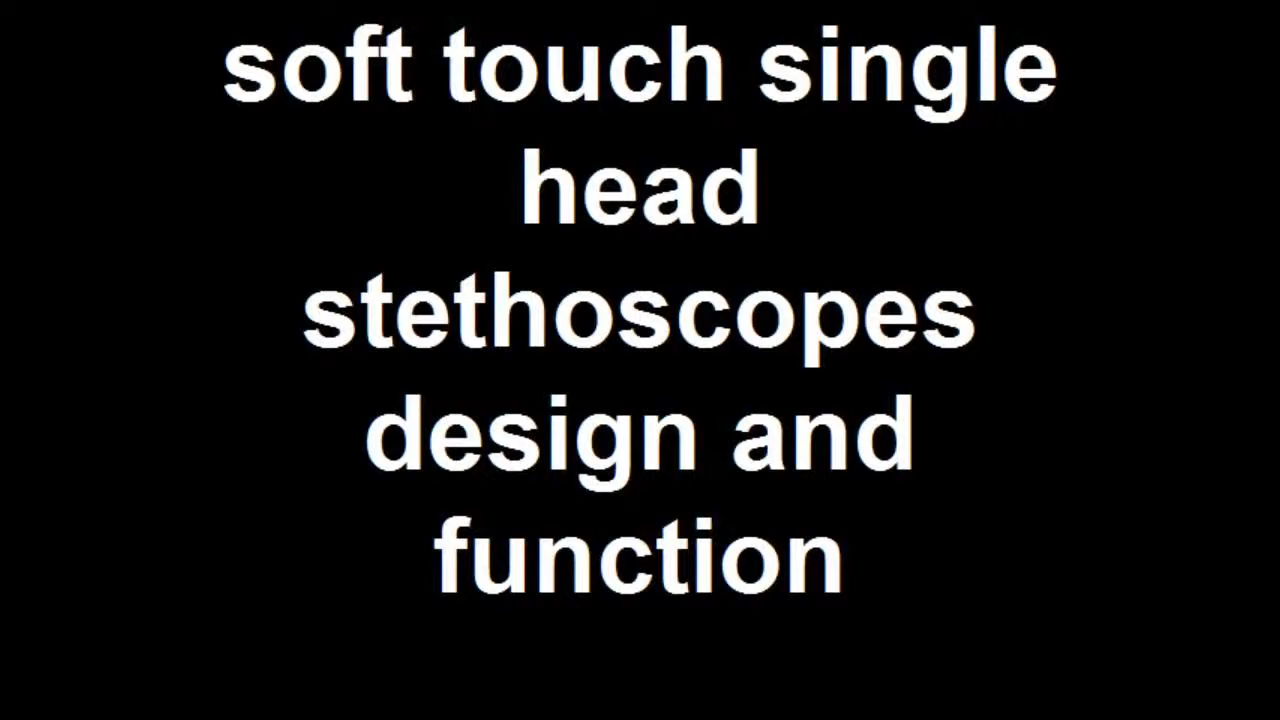 soft touch single
head
stethoscopes
design and
function